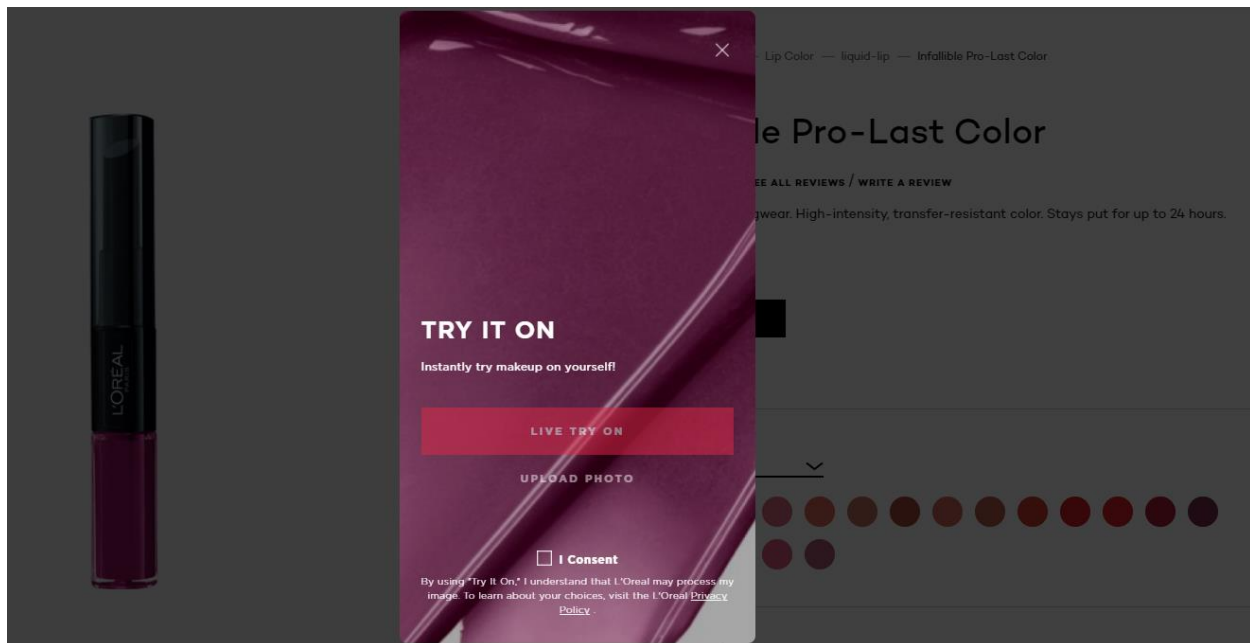 Lip Color — liquid-lip — Infallible Pro-Last Color
le Pro-Last Color
EE ALL REVIEWS / WRITE A REVIEW
gwear. High-intensity, transfer-resistant color. Stays put for up to 24 hours.
L'ORÉAL
PARIS
TRY IT ON
Instantly try makeup on yourself!
LIVE TRY ON
UPLOAD PHOTO
I Consent
By using "Try It On," I understand that L'Oreal may process my
image. To learn about your choices, visit the L'Oreal Privacy
Policy .